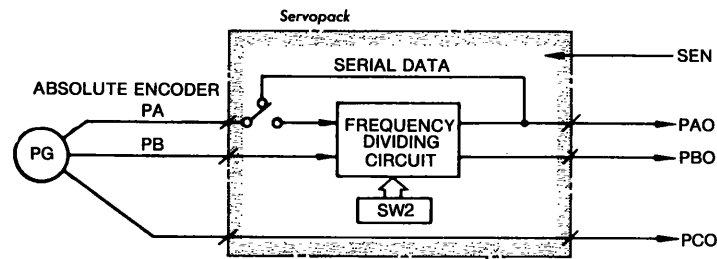 Servopack
SEN
SERIAL DATA
ABSOLUTE ENCODER
PA
PAO
FREQUENCY
DIVIDING
CIRCUIT
PG
PB
PBO
SW2
PCO